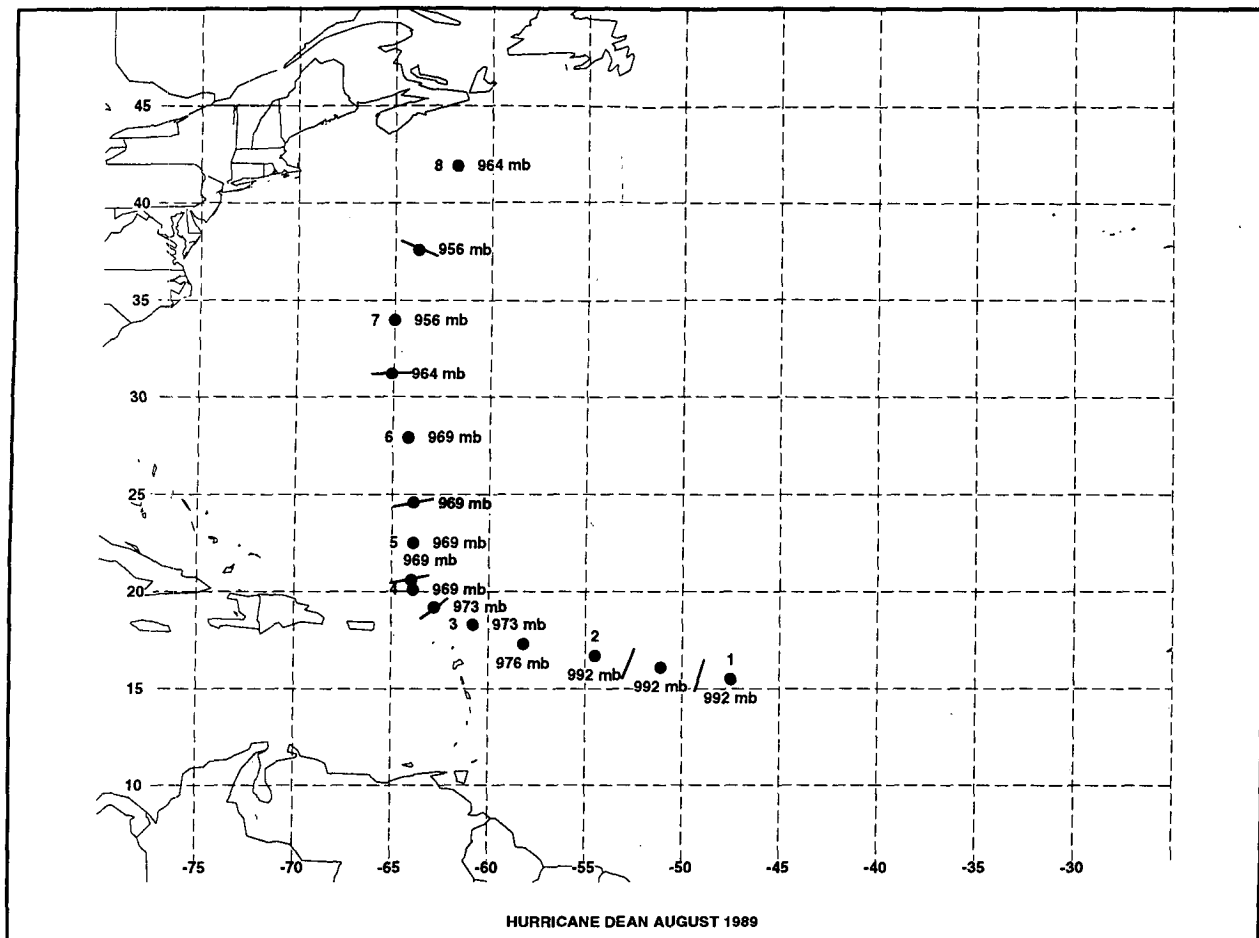 45
8 964 mb
40
956 mb
35
7 956 mb
964 mb
30
6 969 mb
25
969 mb
5 969 mb
969 mb
20
4 969 mb
973 mb
3 973 mb
2
976 mb
992 mb
992 mb
1
992 mb
15
10
-75 -70 -65 -60 -55 -50 -45 -40 -35 -30
HURRICANE DEAN AUGUST 1989